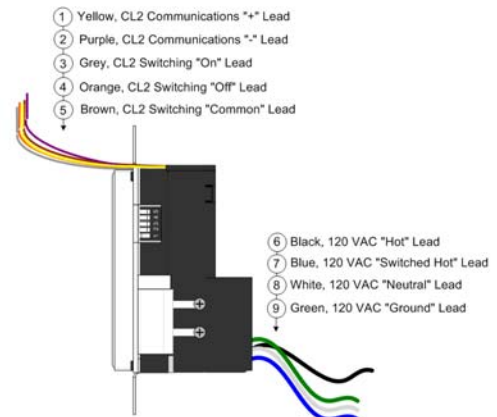 1 Yellow, CL2 Communications "+" Lead
2 Purple, CL2 Communications "-" Lead
3 Grey, CL2 Switching "On" Lead
4 Orange, CL2 Switching "Off" Lead
5 Brown, CL2 Switching "Common" Lead
6 Black, 120 VAC "Hot" Lead
7 Blue, 120 VAC "Switched Hot" Lead
8 White, 120 VAC "Neutral" Lead
9 Green, 120 VAC "Ground" Lead